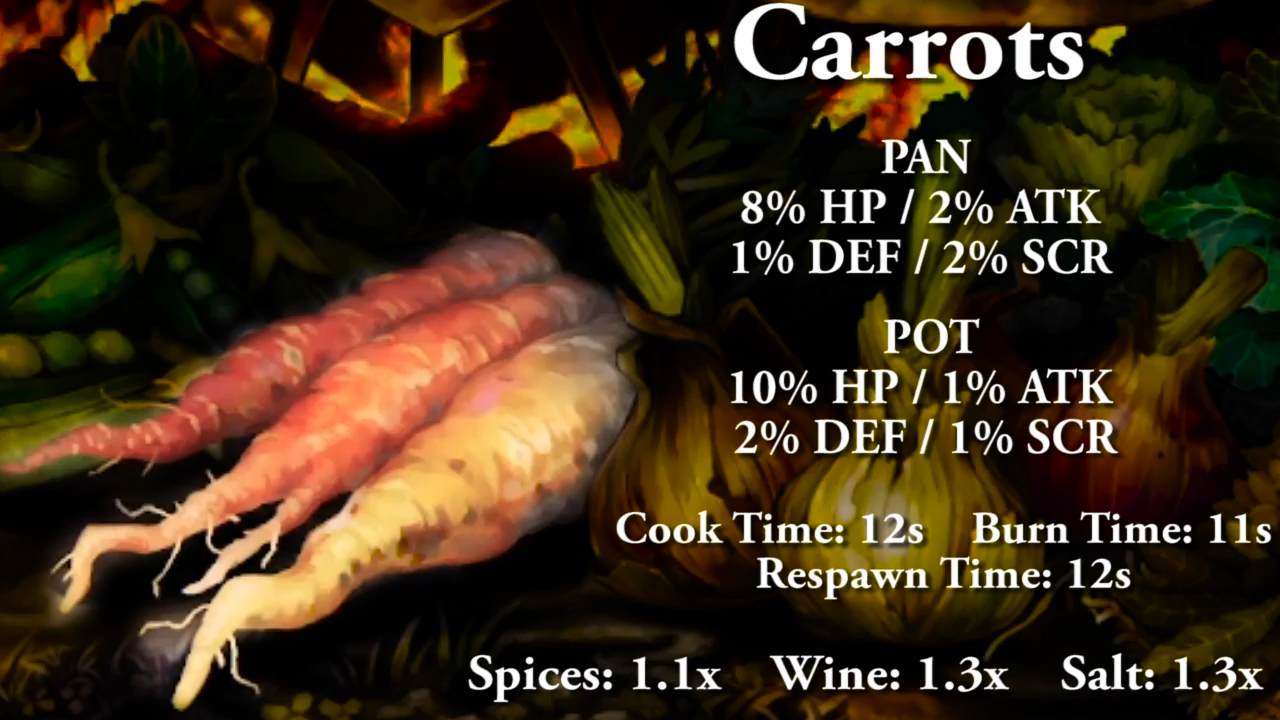 Carrots
PAN
8% HP / 2% ATK
1% DEF / 2% SCR
POT
10% HP / 1% ATK
2% DEF / 1% SCR
Cook Time: 12s Burn Time: 11s
Respawn Time: 12s
Spices: 1.1x Wine: 1.3x Salt: 1.3x